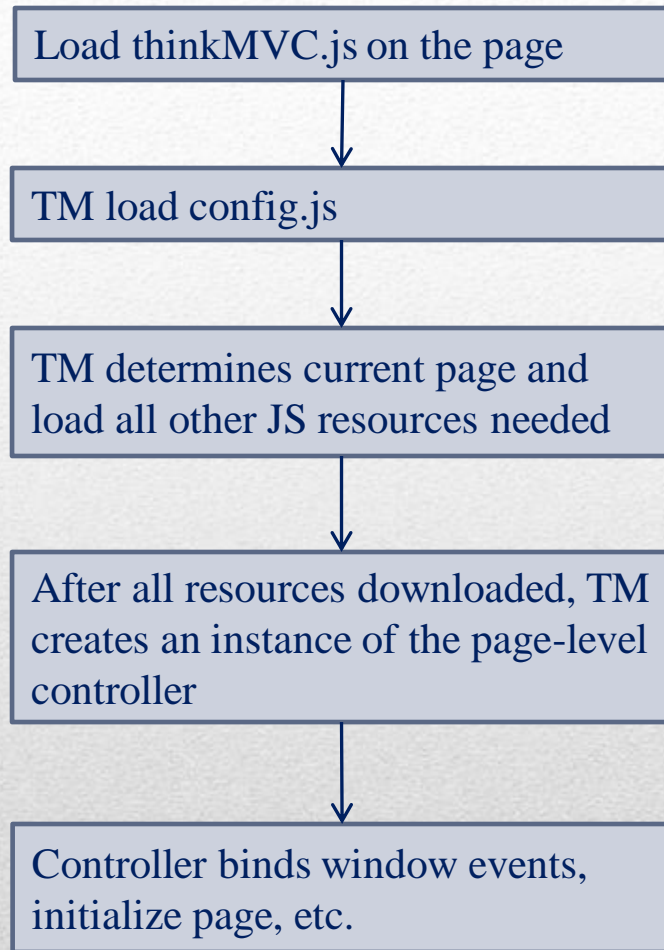 Load thinkMVC.js on the page
TM load config.js
TM determines current page and
load all other JS resources needed
After all resources downloaded, TM
creates an instance of the page-level
controller
Controller binds window events,
initialize page, etc.